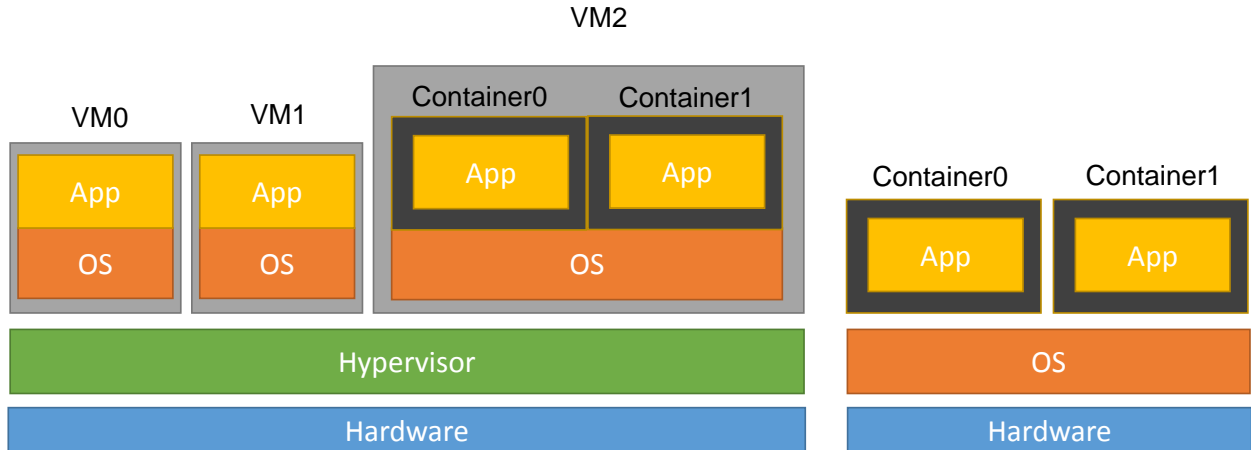 VM2
VM0
VM1
Container0
Container1
App
App
App
App
OS
OS
OS
Hypervisor
Hardware
Container0
Container1
App
App
OS
Hardware